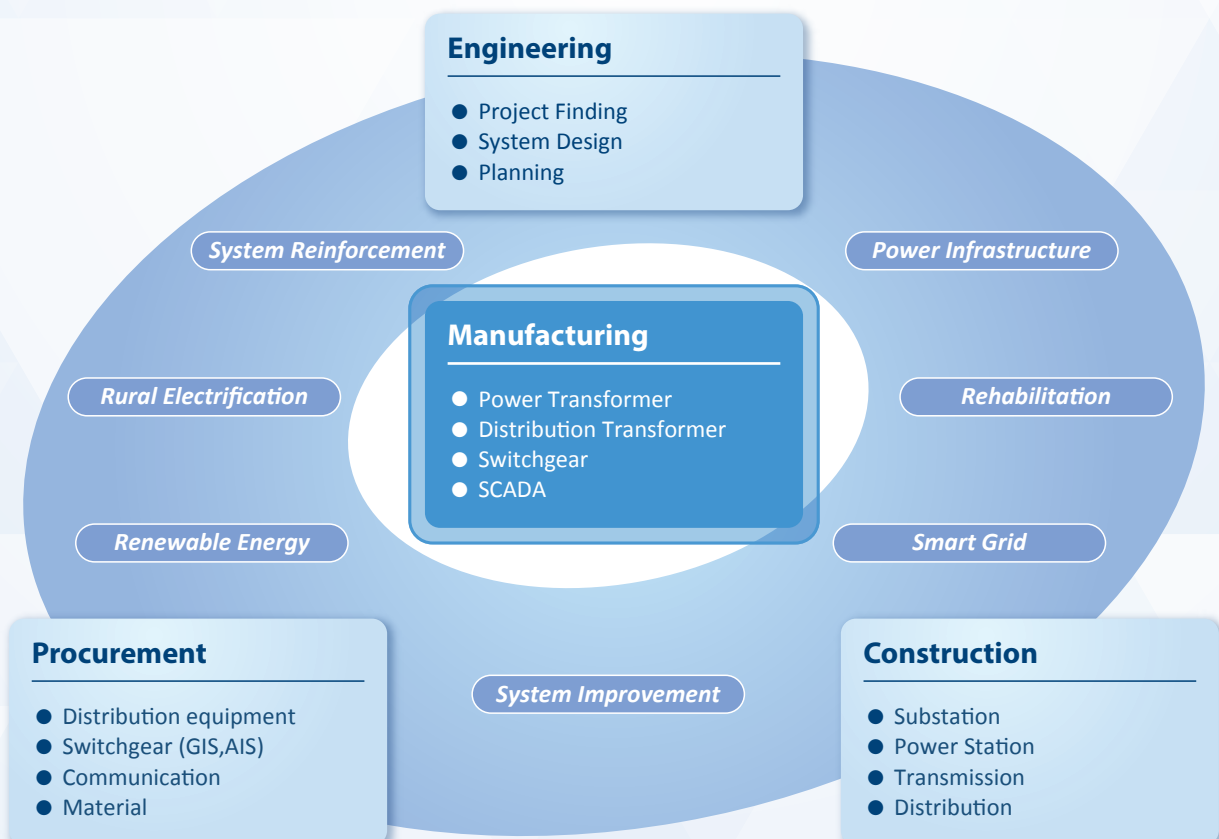 Engineering
● Project Finding
● System Design
● Planning
System Reinforcement
Power Infrastructure
Manufacturing
● Power Transformer
● Distribution Transformer
● Switchgear
● SCADA
Rural Electrification
Rehabilitation
Renewable Energy
Smart Grid
Procurement
● Distribution equipment
● Switchgear (GIS,AIS)
● Communication
● Material
System Improvement
Construction
● Substation
● Power Station
● Transmission
● Distribution